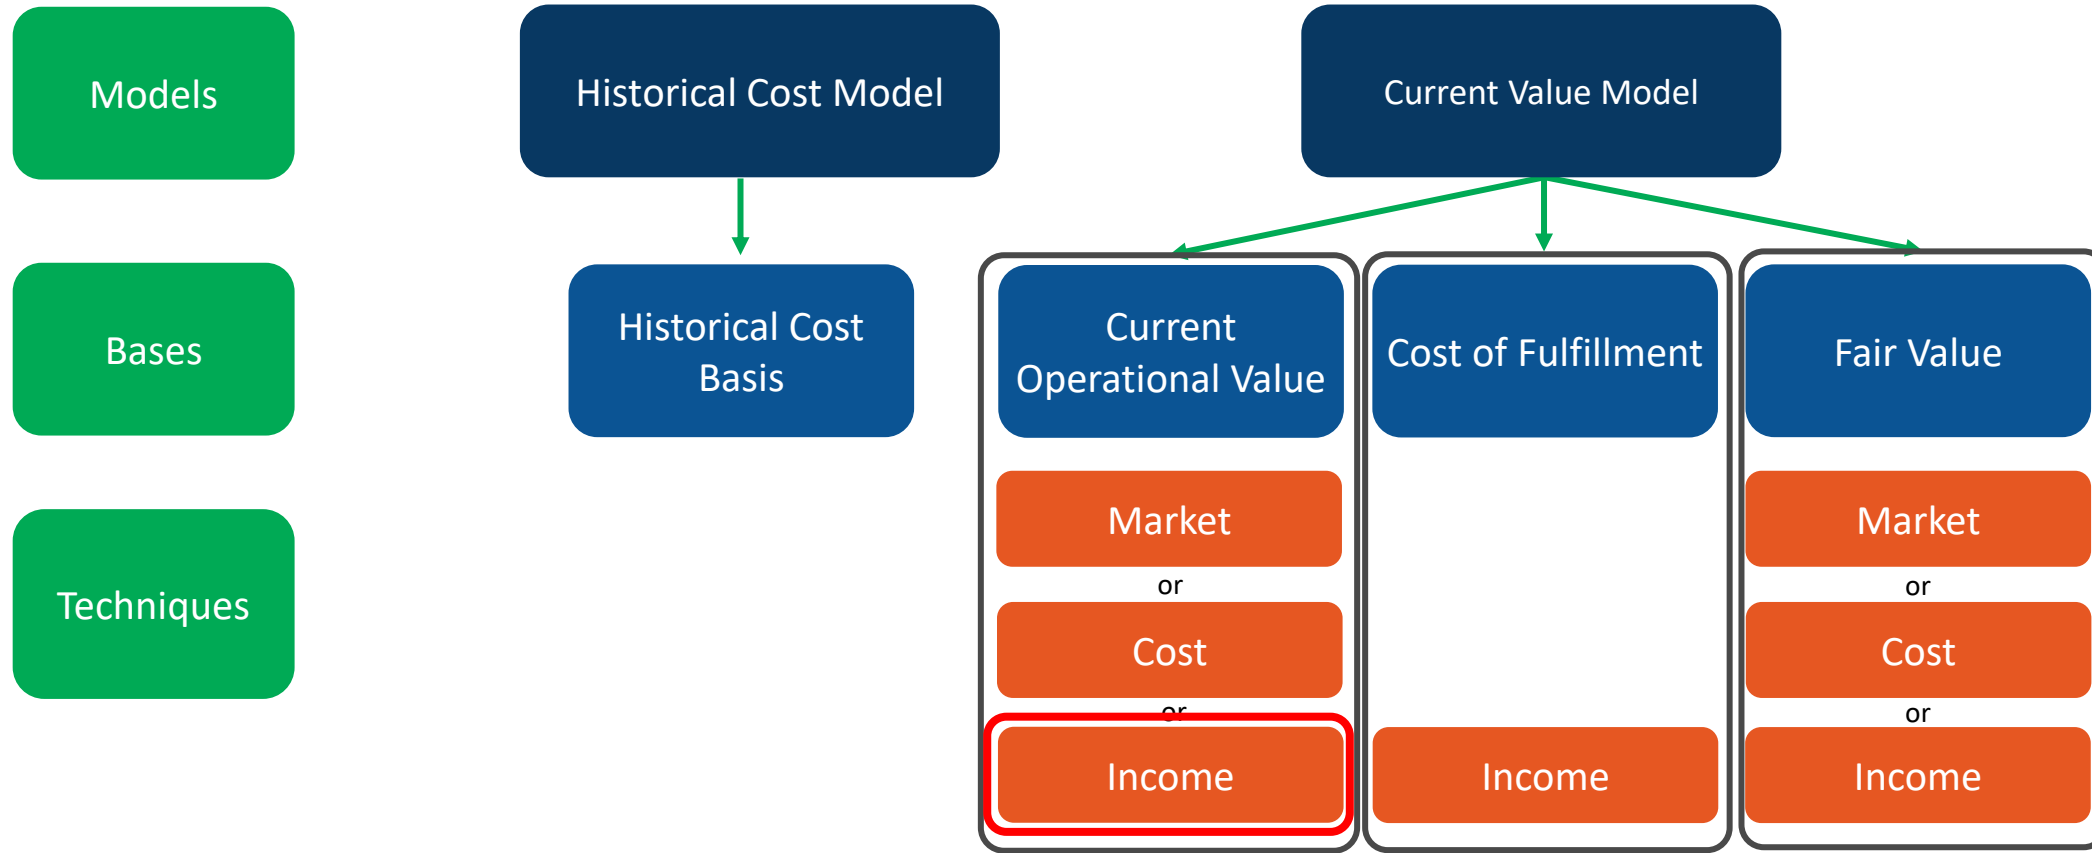 Models
Historical Cost Model
Current Value Model
Bases
Historical Cost
Basis
Current
Operational Value
Cost of Fulfillment
Fair Value
Techniques
Market
or
Cost
or
Income
Income
Market
or
Cost
or
Income